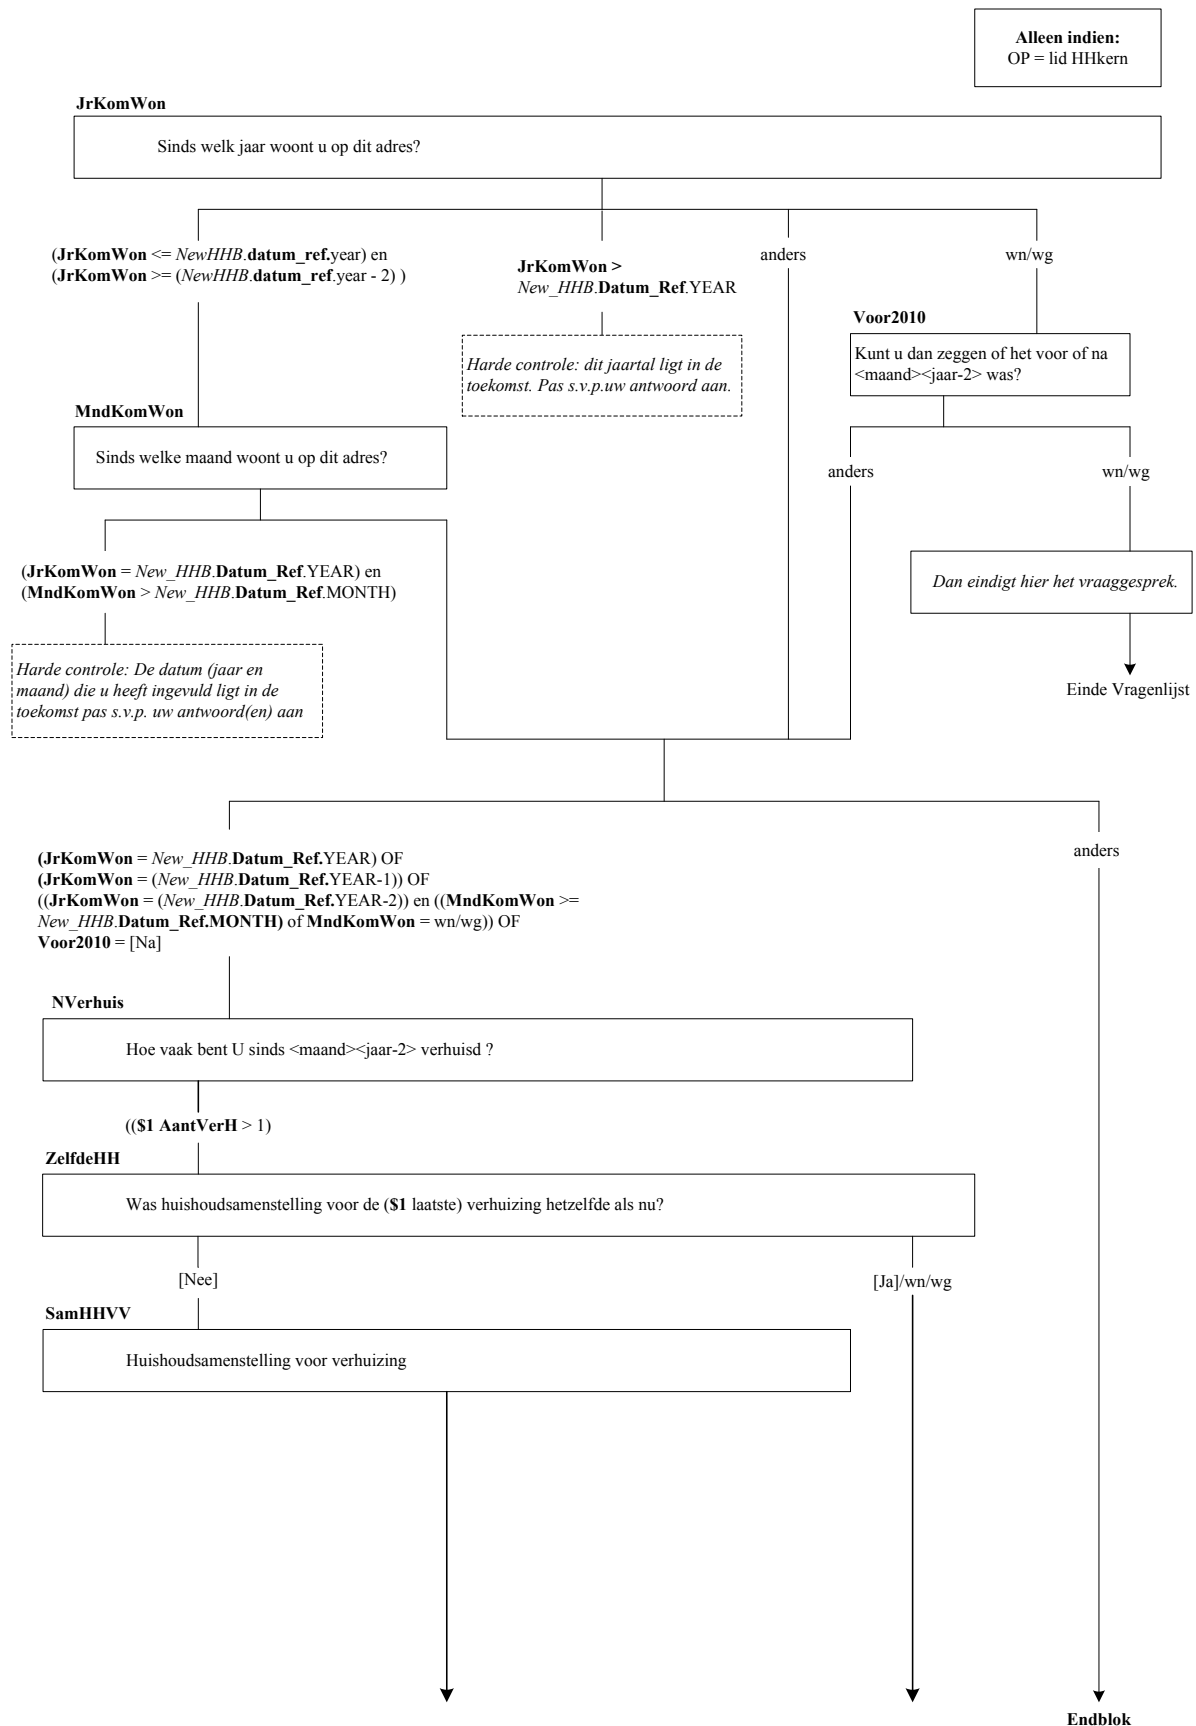 Alleen indien:
OP = lid HHkern
JrKomWon
Sinds welk jaar woont u op dit adres?
(JrKomWon <= NewHHB.datum_ref.year) en
(JrKomWon >= (NewHHB.datum_ref.year - 2) )
JrKomWon >
New_HHB.Datum_Ref.YEAR
anders
wn/wg
Harde controle: dit jaartal ligt in de
toekomst. Pas s.v.p.uw antwoord aan.
Voor2010
Kunt u dan zeggen of het voor of na
<maand><jaar-2> was?
MndKomWon
Sinds welke maand woont u op dit adres?
anders
wn/wg
(JrKomWon = New_HHB.Datum_Ref.YEAR) en
(MndKomWon > New_HHB.Datum_Ref.MONTH)
Dan eindigt hier het vraaggesprek.
Harde controle: De datum (jaar en
maand) die u heeft ingevuld ligt in de
toekomst pas s.v.p. uw antwoord(en) aan
Einde Vragenlijst
(JrKomWon = New_HHB.Datum_Ref.YEAR) OF
(JrKomWon = (New_HHB.Datum_Ref.YEAR-1)) OF
((JrKomWon = (New_HHB.Datum_Ref.YEAR-2)) en ((MndKomWon >=
New_HHB.Datum_Ref.MONTH) of MndKomWon = wn/wg)) OF
Voor2010 = [Na]
anders
NVerhuis
Hoe vaak bent U sinds <maand><jaar-2> verhuisd ?
(($1 AantVerH > 1)
ZelfdeHH
Was huishoudsamenstelling voor de ($1 laatste) verhuizing hetzelfde als nu?
[Nee]
[Ja]/wn/wg
SamHHVV
Huishoudsamenstelling voor verhuizing
Endblok